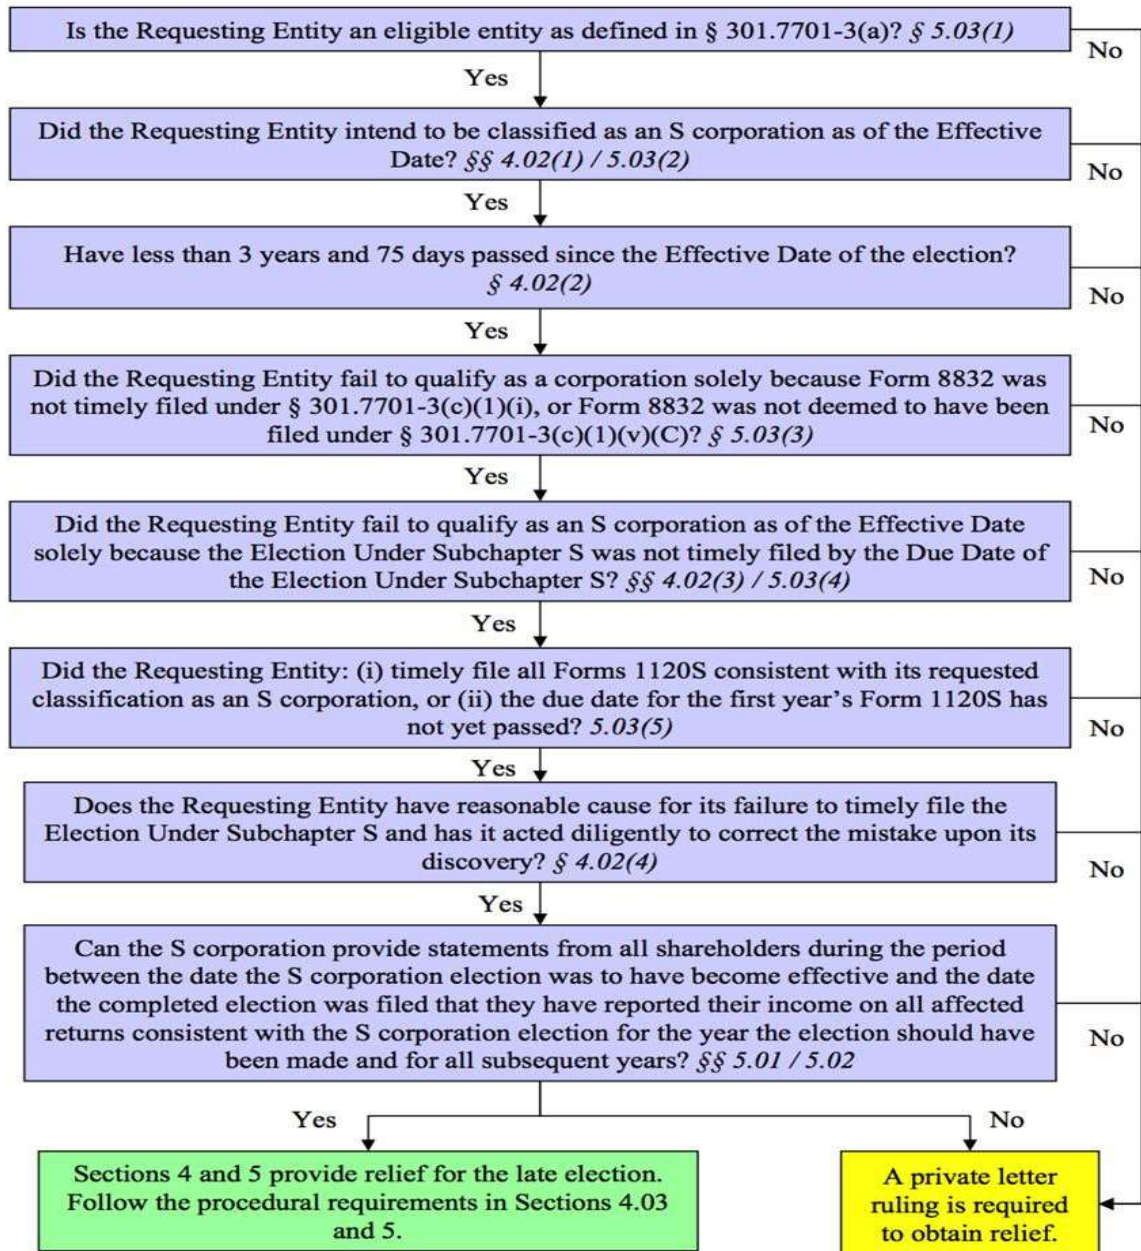 Is the Requesting Entity an eligible entity as defined in § 301.7701-3(a)? § 5.03(1)
No
Yes
Did the Requesting Entity intend to be classified as an S corporation as of the Effective
Date? §§ 4.02(1) / 5.03(2)
No
Yes
Have less than 3 years and 75 days passed since the Effective Date of the election?
§ 4.02(2)
No
Yes
Did the Requesting Entity fail to qualify as a corporation solely because Form 8832 was
not timely filed under § 301.7701-3(c)(1)(i), or Form 8832 was not deemed to have been
filed under § 301.7701-3(c)(1)(v)(C)? § 5.03(3)
No
Yes
Did the Requesting Entity fail to qualify as an S corporation as of the Effective Date
solely because the Election Under Subchapter S was not timely filed by the Due Date of
the Election Under Subchapter S? §§ 4.02(3) / 5.03(4)
No
Yes
Did the Requesting Entity: (i) timely file all Forms 1120S consistent with its requested
classification as an S corporation, or (ii) the due date for the first year's Form 1120S has
not yet passed? 5.03(5)
No
Yes
Does the Requesting Entity have reasonable cause for its failure to timely file the
Election Under Subchapter S and has it acted diligently to correct the mistake upon its
discovery? § 4.02(4)
No
Yes
Can the S corporation provide statements from all shareholders during the period
between the date the S corporation election was to have become effective and the date
the completed election was filed that they have reported their income on all affected
returns consistent with the S corporation election for the year the election should have
been made and for all subsequent years? §§ 5.01 / 5.02
No
Yes
No
Sections 4 and 5 provide relief for the late election.
Follow the procedural requirements in Sections 4.03
and 5.
A private letter
ruling is required
to obtain relief.